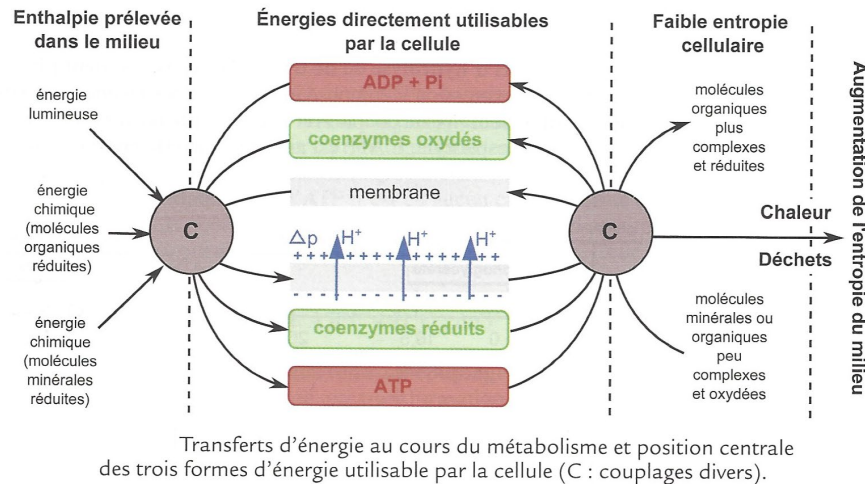 Enthalpie prélevée
dans le milieu
Énergies directement utilisables
par la cellule
Faible entropie
cellulaire
énergie
lumineuse
énergie
chimique
(molécules
organiques
réduites)
énergie
chimique
(molécules
minérales
réduites)
C
ADP + Pi
coenzymes oxydés
membrane
Δp H⁺ H⁺ H⁺
+ + + + + + + + + + + + + + +
- - - - - - - - - - - - - - -
coenzymes réduits
ATP
C
molécules
organiques
plus
complexes
et réduites
Chaleur
Déchets
molécules
minérales ou
organiques
peu
complexes
et oxydées
Augmentation de l'entropie du milieu
Transferts d'énergie au cours du métabolisme et position centrale
des trois formes d'énergie utilisable par la cellule (C : couplages divers).